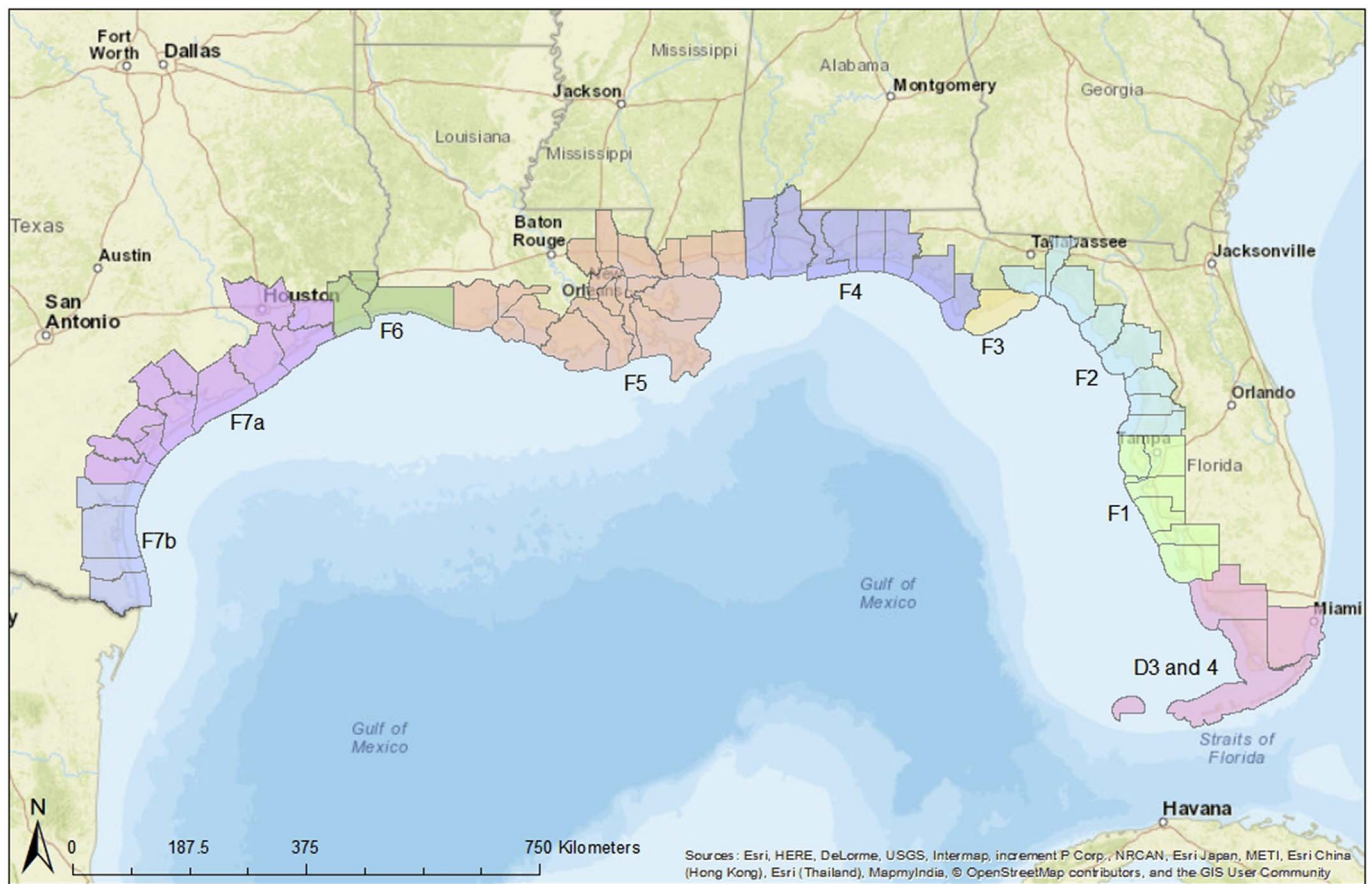 Fort
Worth
Dallas
Mississippi
Alabama
Montgomery
Georgia
Jackson
Louisiana
Mississippi
Texas
Baton
Rouge
Tallahassee
Jacksonville
Austin
New
Orleans
Houston
F4
San
Antonio
F6
F3
F5
F2
Orlando
F7a
Tampa
Florida
F1
F7b
Gulf of
Mexico
Miami
y
D3 and 4
Gulf of
Mexico
Straits of
Florida
N
Havana
0
187.5
375
750 Kilometers
Sources: Esri, HERE, DeLorme, USGS, Intermap, increment P Corp., NRCAN, Esri Japan, METI, Esri China
(Hong Kong), Esri (Thailand), MapmyIndia, © OpenStreetMap contributors, and the GIS User Community